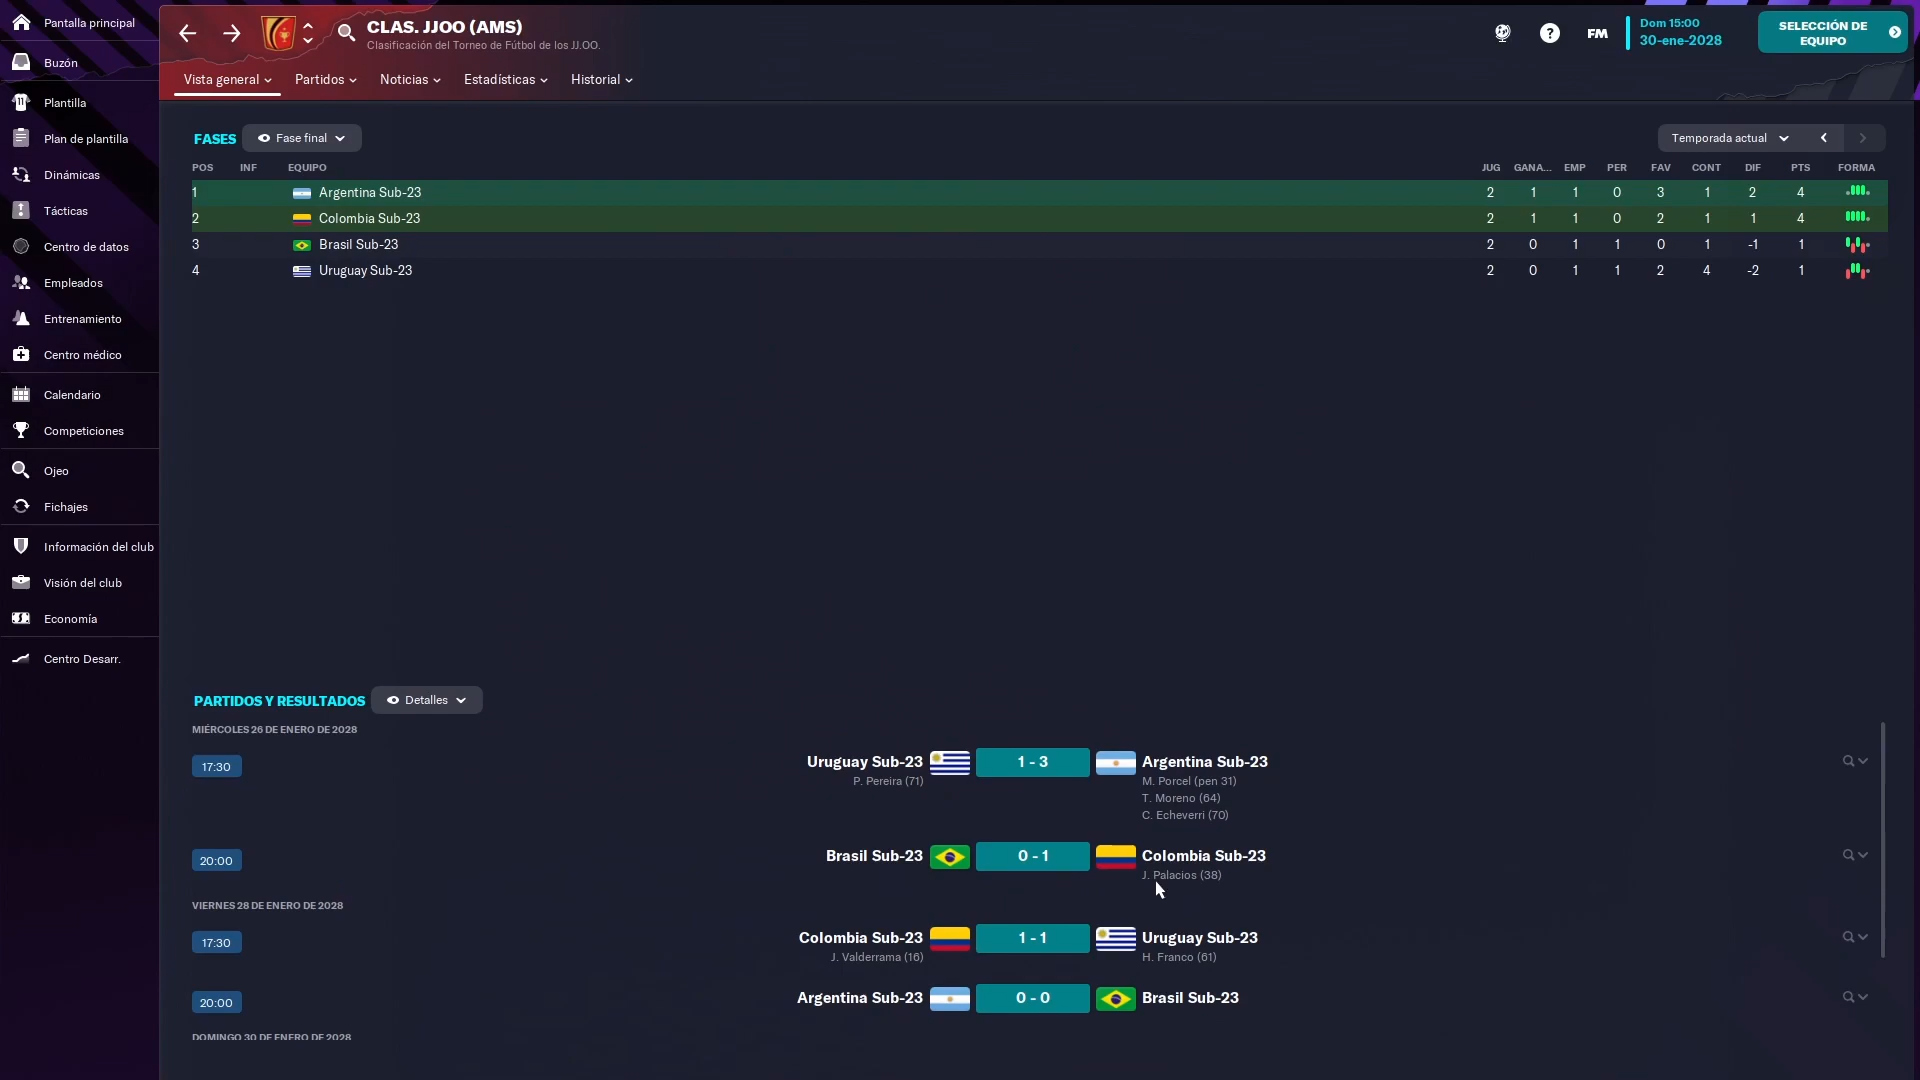 Pantalla principal
Buzón
Plantilla
Plan de plantilla
Dinámicas
Tácticas
Centro de datos
Empleados
Entrenamiento
Centro médico
Calendario
Competiciones
Ojeo
Fichajes
Información del club
Visión del club
Economía
Centro Desarr.
CLAS. JJOO (AMS)
Clasificación del Torneo de Fútbol de los JJ.OO.
FM
Dom 15:00
30-ene-2028
SELECCIÓN DE
EQUIPO
Vista general Partidos Noticias Estadísticas Historial
FASES Fase final Temporada actual
POS INF EQUIPO JUG GANA... EMP PER FAV CONT DIF PTS FORMA
1 Argentina Sub-23 2 1 1 0 3 1 2 4
2 Colombia Sub-23 2 1 1 0 2 1 1 4
3 Brasil Sub-23 2 0 1 1 0 1 -1 1
4 Uruguay Sub-23 2 0 1 1 2 4 -2 1
PARTIDOS Y RESULTADOS Detalles
MIÉRCOLES 26 DE ENERO DE 2028
17:30 Uruguay Sub-23 1 - 3 Argentina Sub-23
P. Pereira (71) M. Porcel (pen 31)
T. Moreno (64)
C. Echeverri (70)
20:00 Brasil Sub-23 0 - 1 Colombia Sub-23
J. Palacios (38)
VIERNES 28 DE ENERO DE 2028
17:30 Colombia Sub-23 1 - 1 Uruguay Sub-23
J. Valderrama (16) H. Franco (61)
20:00 Argentina Sub-23 0 - 0 Brasil Sub-23
DOMINGO 30 DE ENERO DE 2028